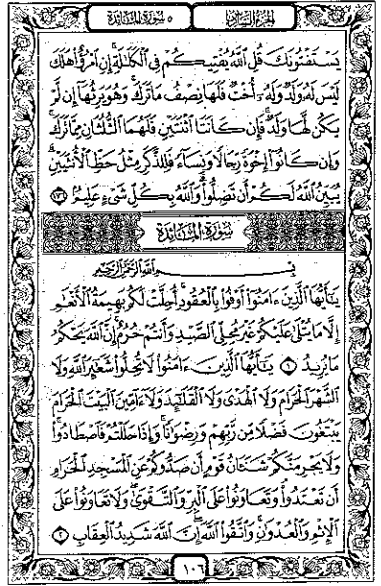 الجزء السادس ٥ سورة المائدة
يَسْتَفْتُونَكَ قُلِ ٱللَّهُ يُفْتِيكُمْ فِي ٱلْكَلَٰلَةِ ۚ إِنِ ٱمْرُؤٌا۟ هَلَكَ
لَيْسَ لَهُۥ وَلَدٌ وَلَهُۥٓ أُخْتٌ فَلَهَا نِصْفُ مَا تَرَكَ ۚ وَهُوَ يَرِثُهَآ إِن لَّمْ
يَكُن لَّهَا وَلَدٌ ۚ فَإِن كَانَتَا ٱثْنَتَيْنِ فَلَهُمَا ٱلثُّلُثَانِ مِمَّا تَرَكَ ۚ
وَإِن كَانُوٓا۟ إِخْوَةً رِّجَالًا وَنِسَآءً فَلِلذَّكَرِ مِثْلُ حَظِّ ٱلْأُنثَيَيْنِ ۗ
يُبَيِّنُ ٱللَّهُ لَكُمْ أَن تَضِلُّوا۟ ۗ وَٱللَّهُ بِكُلِّ شَيْءٍ عَلِيمٌۢ ١٧٦
سورة المائدة
بِسْمِ ٱللَّهِ ٱلرَّحْمَٰنِ ٱلرَّحِيمِ
يَٰٓأَيُّهَا ٱلَّذِينَ ءَامَنُوٓا۟ أَوْفُوا۟ بِٱلْعُقُودِ ۚ أُحِلَّتْ لَكُم بَهِيمَةُ ٱلْأَنْعَٰمِ
إِلَّا مَا يُتْلَىٰ عَلَيْكُمْ غَيْرَ مُحِلِّي ٱلصَّيْدِ وَأَنتُمْ حُرُمٌ ۗ إِنَّ ٱللَّهَ يَحْكُمُ
مَا يُرِيدُ ١ يَٰٓأَيُّهَا ٱلَّذِينَ ءَامَنُوا۟ لَا تُحِلُّوا۟ شَعَٰٓئِرَ ٱللَّهِ وَلَا
ٱلشَّهْرَ ٱلْحَرَامَ وَلَا ٱلْهَدْيَ وَلَا ٱلْقَلَٰٓئِدَ وَلَآ ءَآمِّينَ ٱلْبَيْتَ ٱلْحَرَامَ
يَبْتَغُونَ فَضْلًا مِّن رَّبِّهِمْ وَرِضْوَٰنًا ۚ وَإِذَا حَلَلْتُمْ فَٱصْطَادُوا۟ ۚ
وَلَا يَجْرِمَنَّكُمْ شَنَـَٔانُ قَوْمٍ أَن صَدُّوكُمْ عَنِ ٱلْمَسْجِدِ ٱلْحَرَامِ
أَن تَعْتَدُوا۟ ۘ وَتَعَاوَنُوا۟ عَلَى ٱلْبِرِّ وَٱلتَّقْوَىٰ ۖ وَلَا تَعَاوَنُوا۟ عَلَى
ٱلْإِثْمِ وَٱلْعُدْوَٰنِ ۚ وَٱتَّقُوا۟ ٱللَّهَ ۖ إِنَّ ٱللَّهَ شَدِيدُ ٱلْعِقَابِ ٢
١٠٦